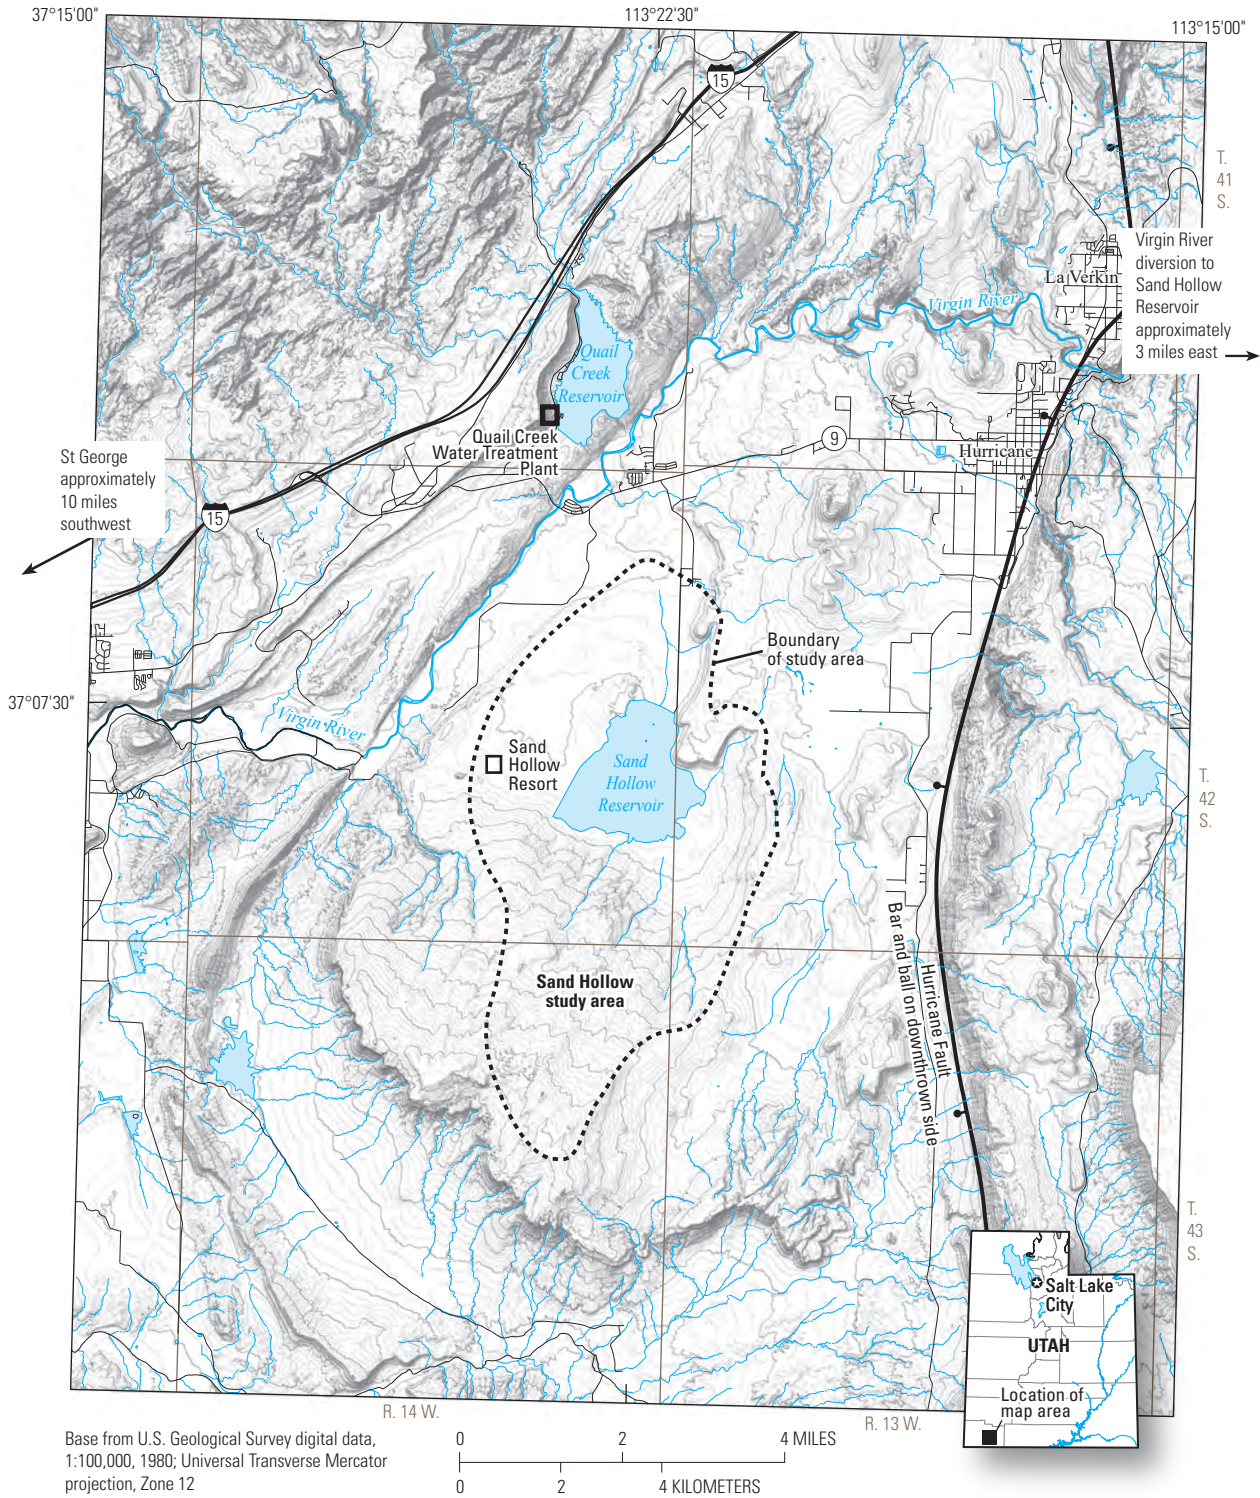 37°15'00"
113°22'30"
113°15'00"
15
T.
41
S.
Virgin River
diversion to
Sand Hollow
Reservoir
approximately
3 miles east
La Verkin
Virgin River
Quail
Creek
Reservoir
Quail Creek
Water Treatment
Plant
9
Hurricane
St George
approximately
10 miles
southwest
15
Boundary
of study area
37°07'30"
Virgin River
Sand
Hollow
Resort
Sand
Hollow
Reservoir
T.
42
S.
Sand Hollow
study area
Hurricane Fault
Bar and ball on downthrown side
T.
43
S.
Salt Lake
City
UTAH
Location of
map area
R. 14 W.
R. 13 W.
Base from U.S. Geological Survey digital data,
1:100,000, 1980; Universal Transverse Mercator
projection, Zone 12
0 2 4 MILES
0 2 4 KILOMETERS